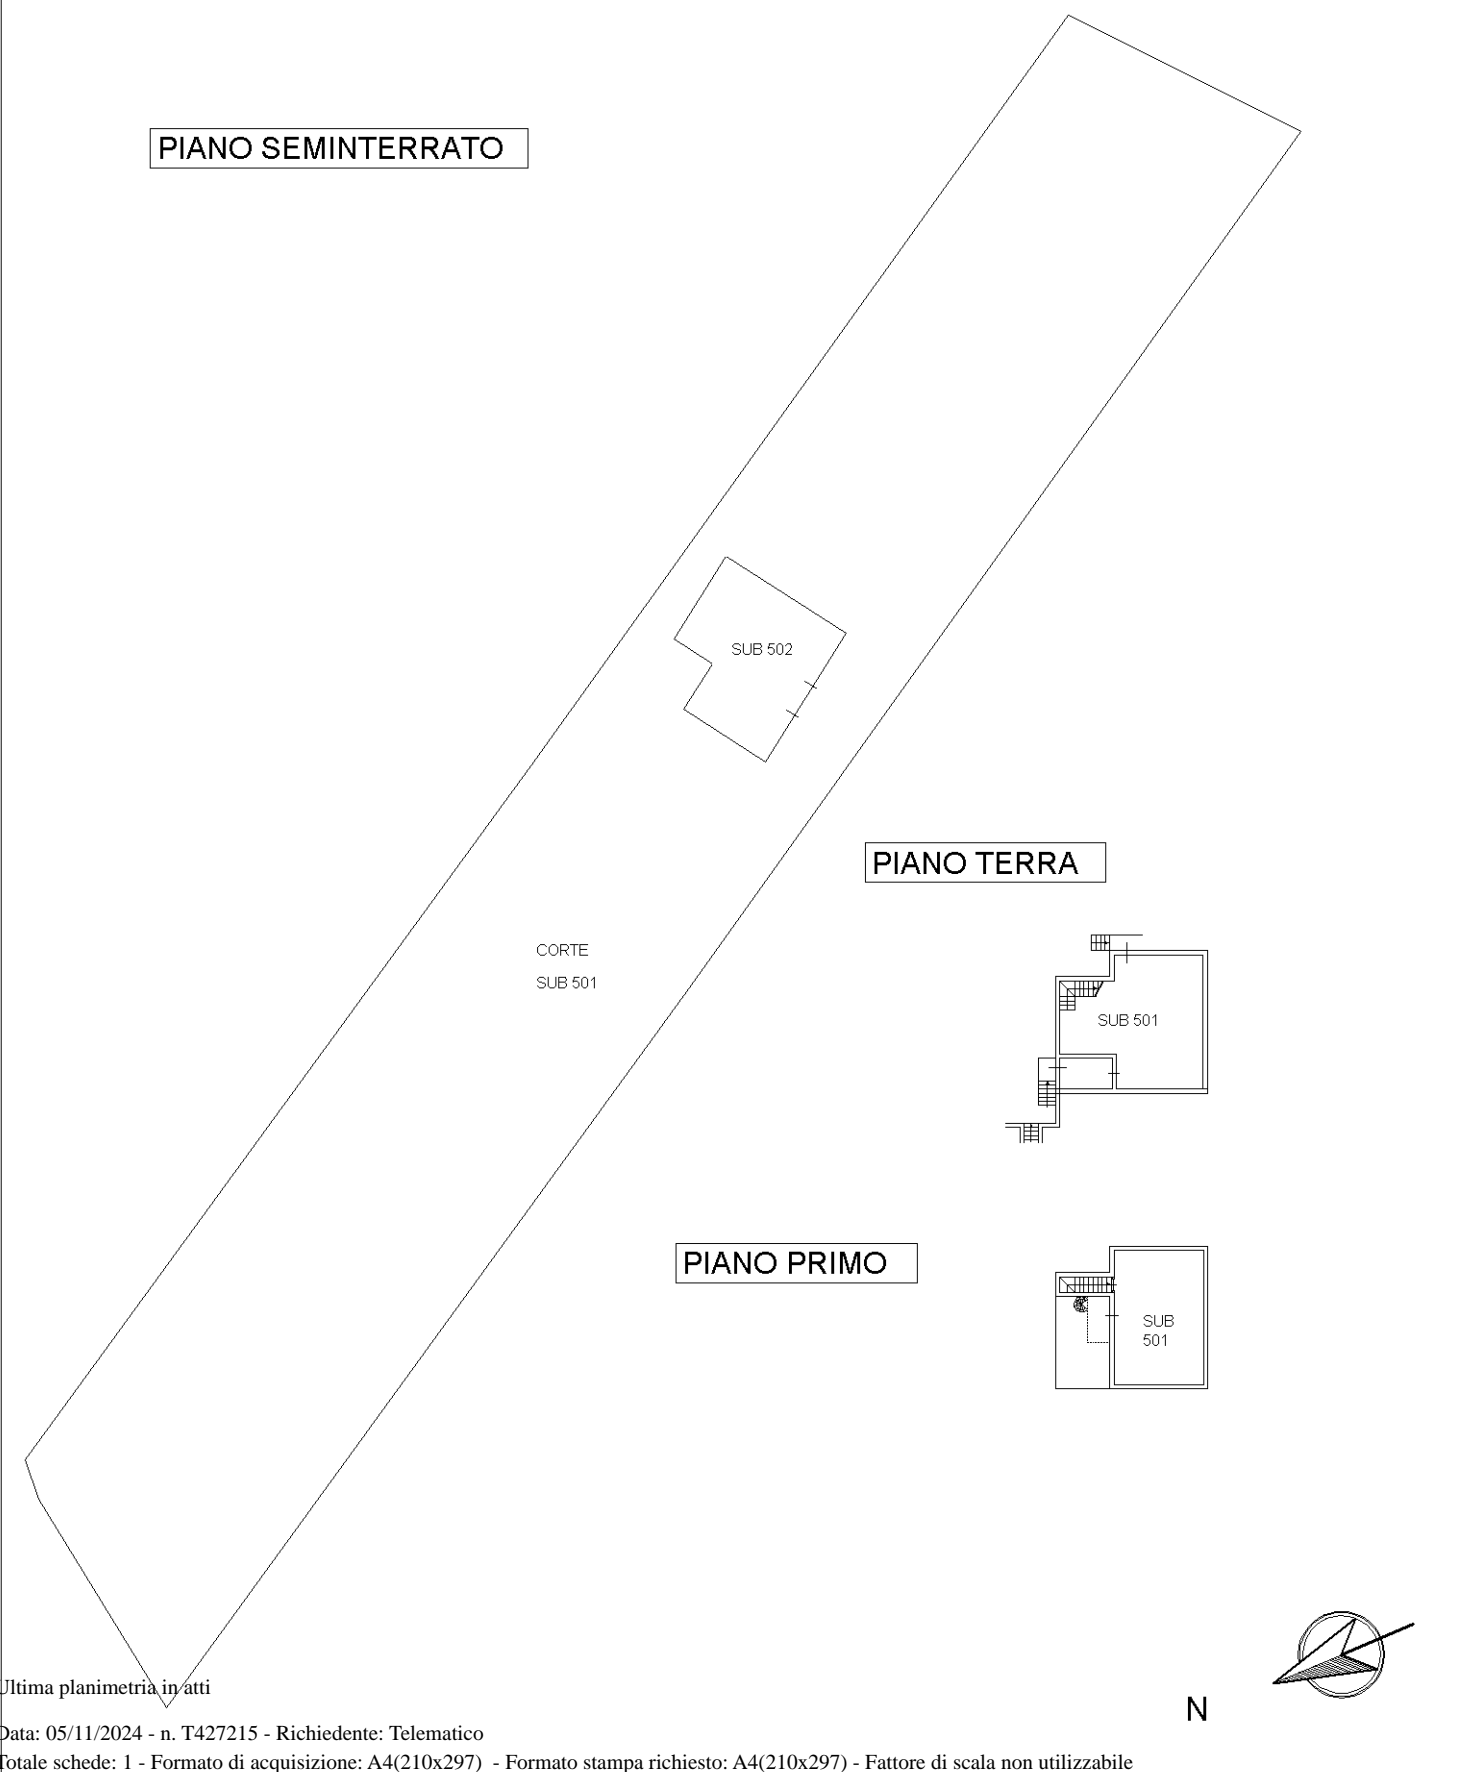 PIANO SEMINTERRATO
SUB 502
PIANO TERRA
CORTE
SUB 501
SUB 501
PIANO PRIMO
SUB
501
N
Ultima planimetria in atti
Data: 05/11/2024 - n. T427215 - Richiedente: Telematico
Totale schede: 1 - Formato di acquisizione: A4(210x297) - Formato stampa richiesto: A4(210x297) - Fattore di scala non utilizzabile